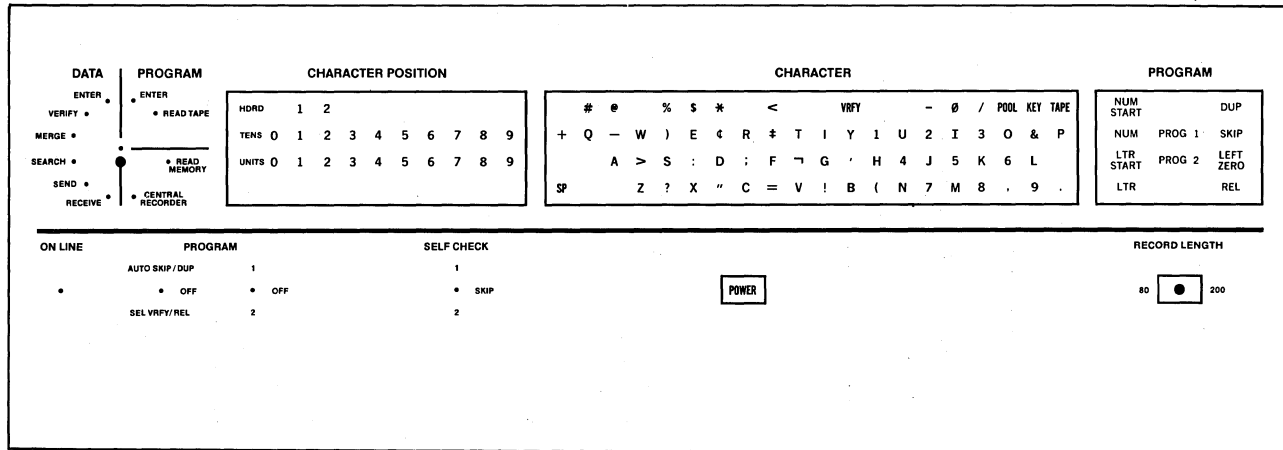 DATA PROGRAM
ENTER
VERIFY
MERGE
SEARCH
SEND
RECEIVE
ENTER
READ TAPE
READ MEMORY
CENTRAL RECORDER
CHARACTER POSITION
HDRD 1 2
TENS 0 1 2 3 4 5 6 7 8 9
UNITS 0 1 2 3 4 5 6 7 8 9
CHARACTER
# @ % $ * < VRFY - Ø / POOL KEY TAPE
+ Q — W ) E ¢ R ‡ T | Y 1 U 2 I 3 O & P
A > S : D ; F ¬ G ' H 4 J 5 K 6 L
SP Z ? X " C = V ! B ( N 7 M 8 , 9 .
PROGRAM
NUM START DUP
NUM PROG 1 SKIP
LTR START PROG 2 LEFT ZERO
LTR REL
ON LINE
PROGRAM
AUTO SKIP/DUP 1
OFF OFF
SEL VRFY/REL 2
SELF CHECK
1
SKIP
2
POWER
RECORD LENGTH
80 200